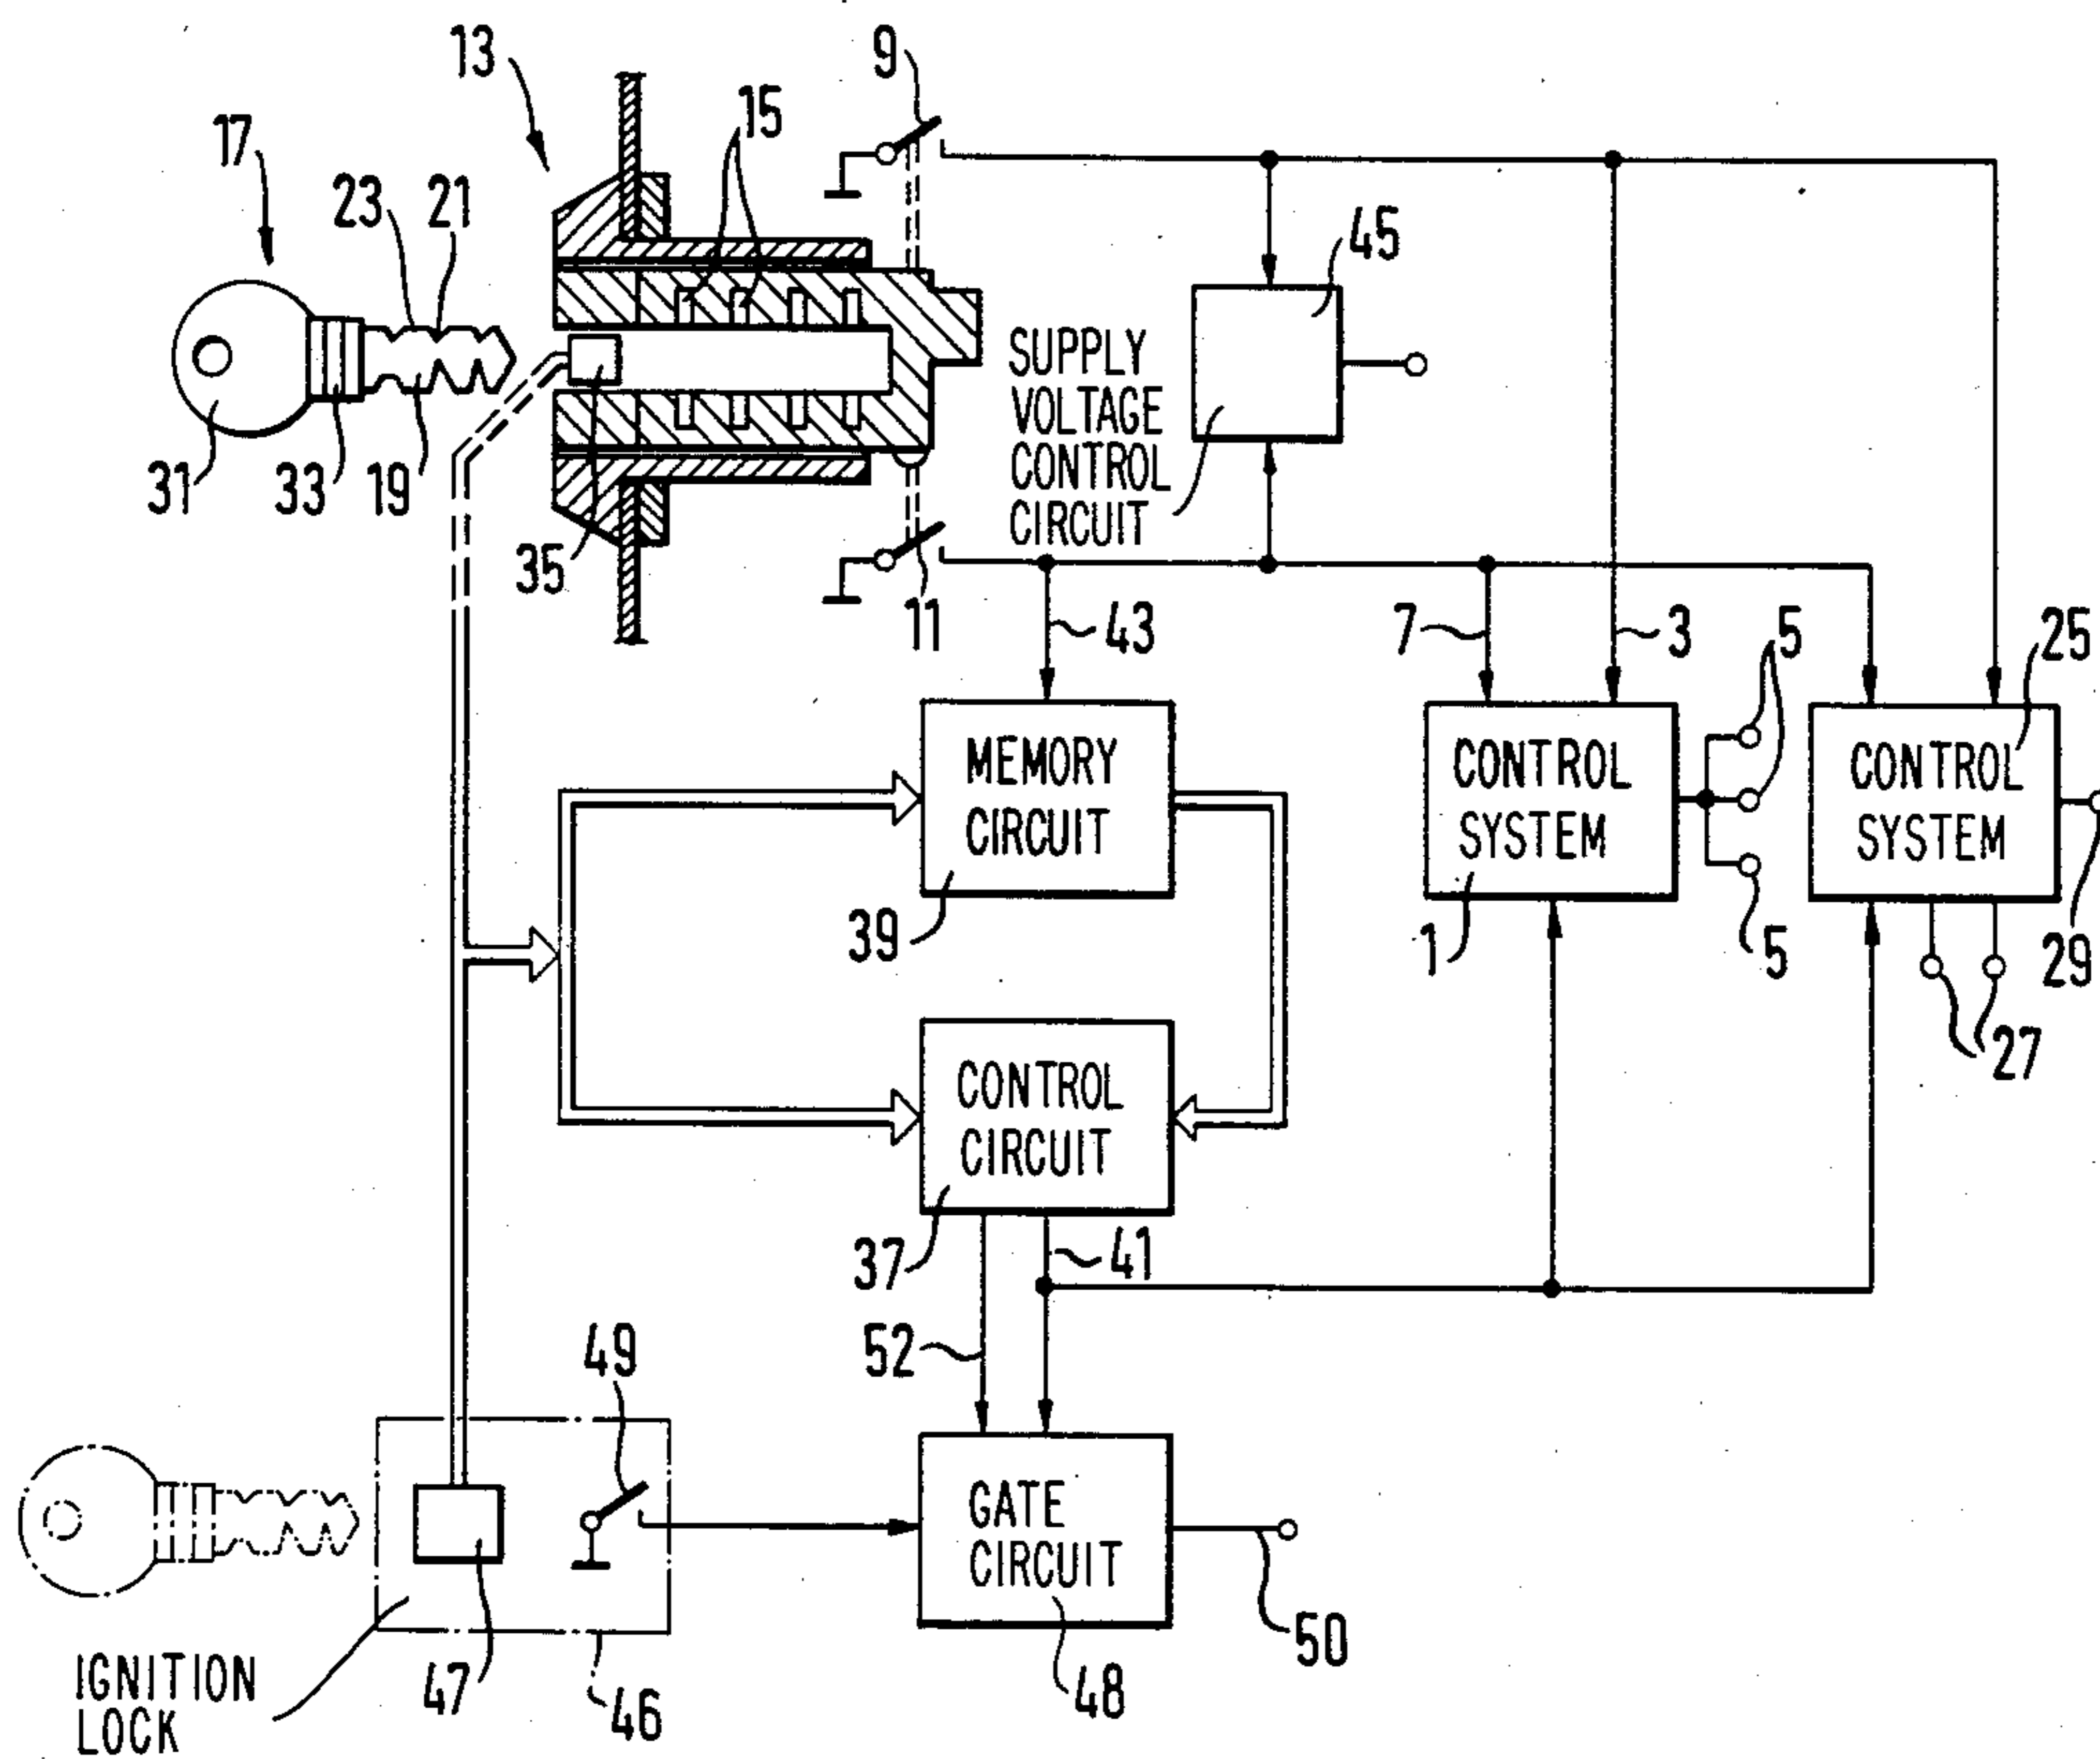 13
9
15
17
23
21
45
SUPPLY
VOLTAGE
CONTROL
CIRCUIT
31
33
19
35
11
43
7
3
5
25
MEMORY
CIRCUIT
CONTROL
SYSTEM
CONTROL
SYSTEM
39
1
5
29
27
CONTROL
CIRCUIT
37
41
52
49
GATE
CIRCUIT
50
IGNITION
LOCK
47
46
48